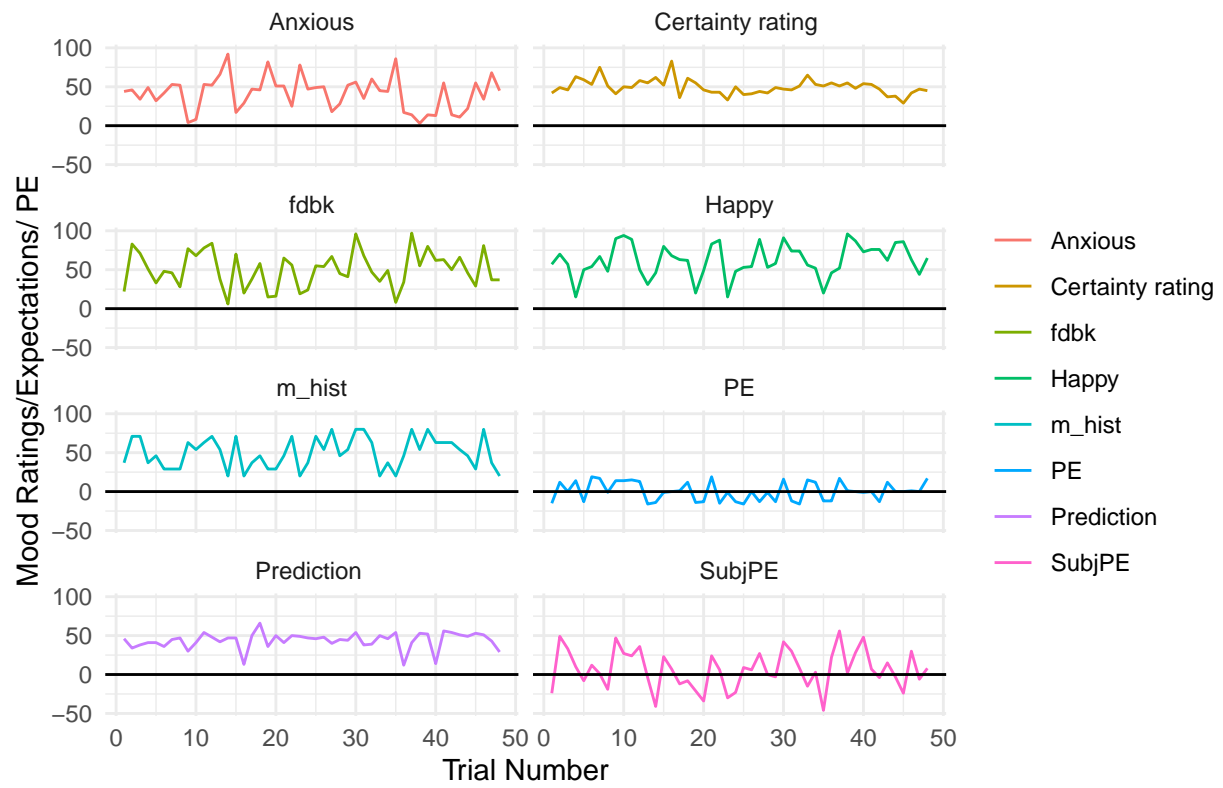 Anxious
Certainty rating
100
50
0
−50
fdbk
Happy
100
50
0
−50
m_hist
PE
100
50
0
−50
Prediction
SubjPE
100
50
0
−50
0 10 20 30 40 50 0 10 20 30 40 50
Trial Number
Mood Ratings/Expectations/ PE
Anxious
Certainty rating
fdbk
Happy
m_hist
PE
Prediction
SubjPE